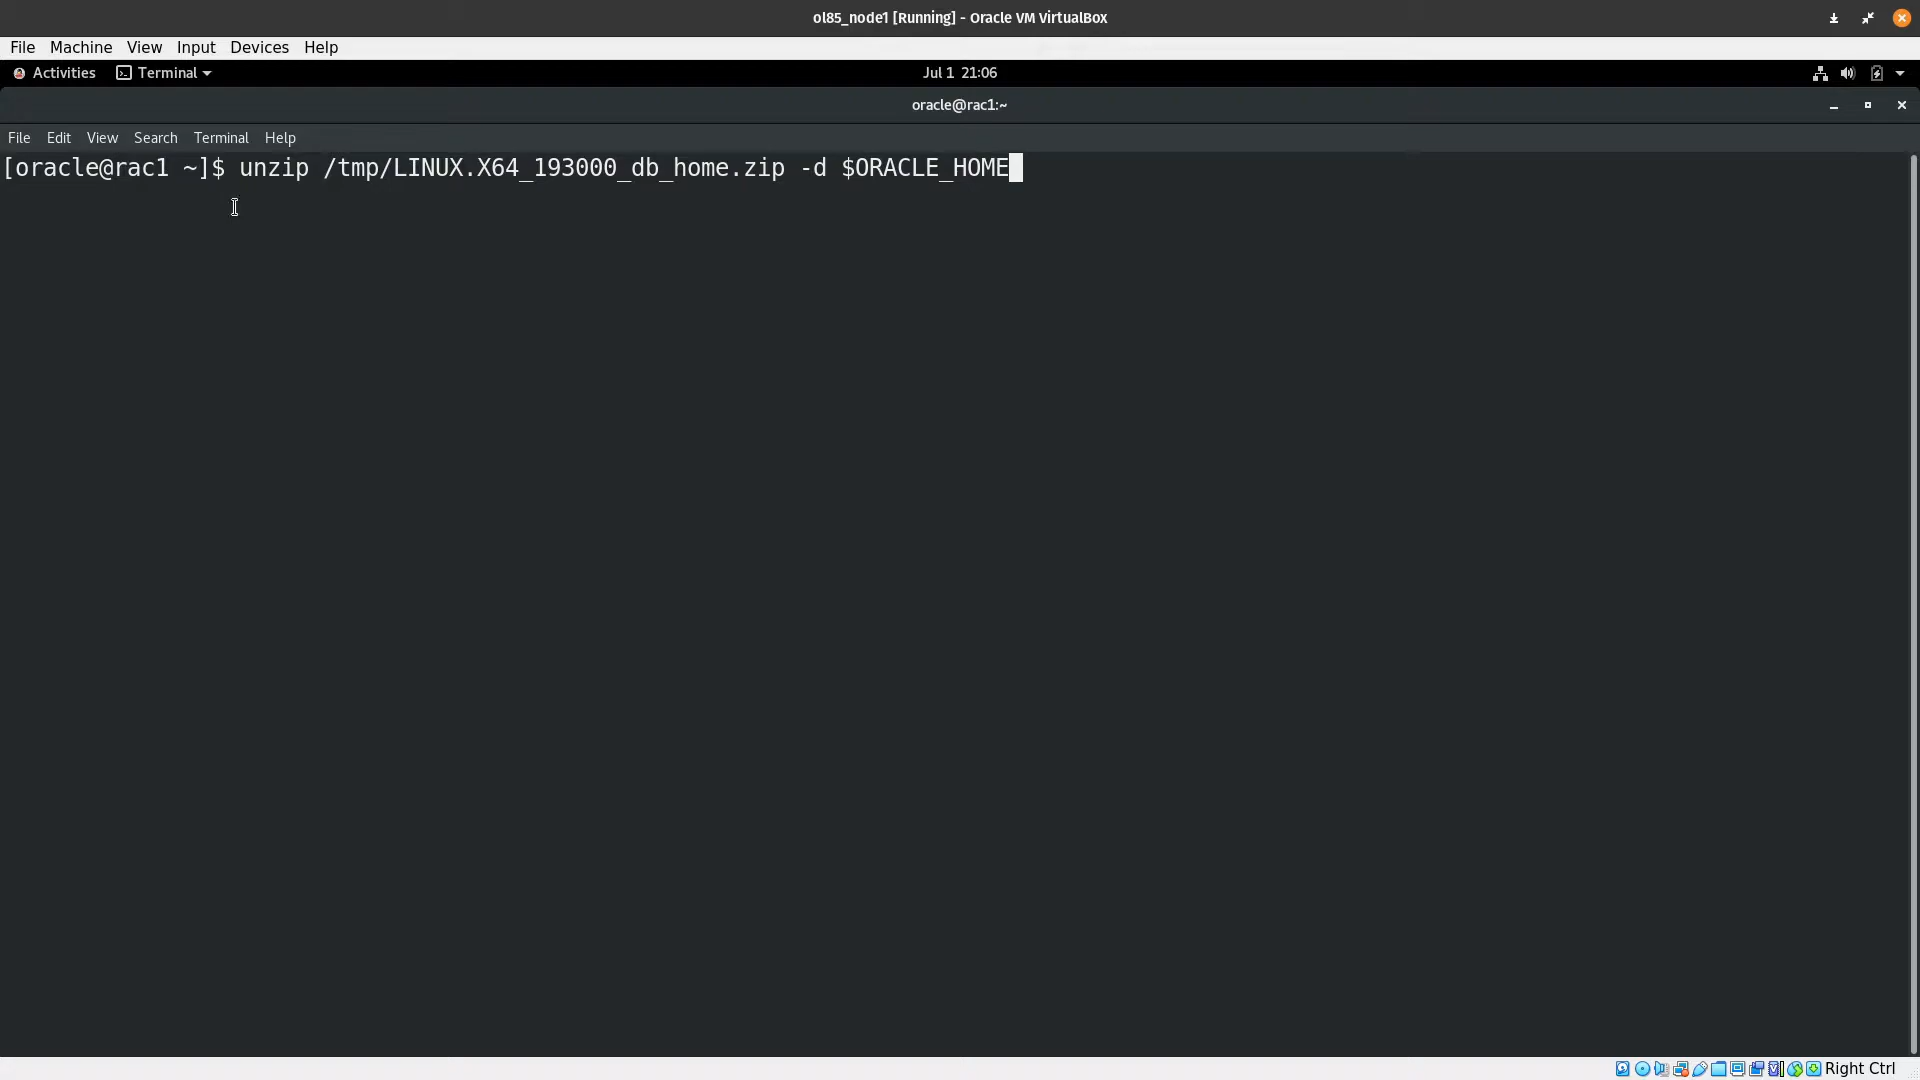 ol85_node1 [Running] - Oracle VM VirtualBox
File Machine View Input Devices Help
Activities Terminal Jul 1 21:06
oracle@rac1:~
File Edit View Search Terminal Help
[oracle@rac1 ~]$ unzip /tmp/LINUX.X64_193000_db_home.zip -d $ORACLE_HOME
Right Ctrl